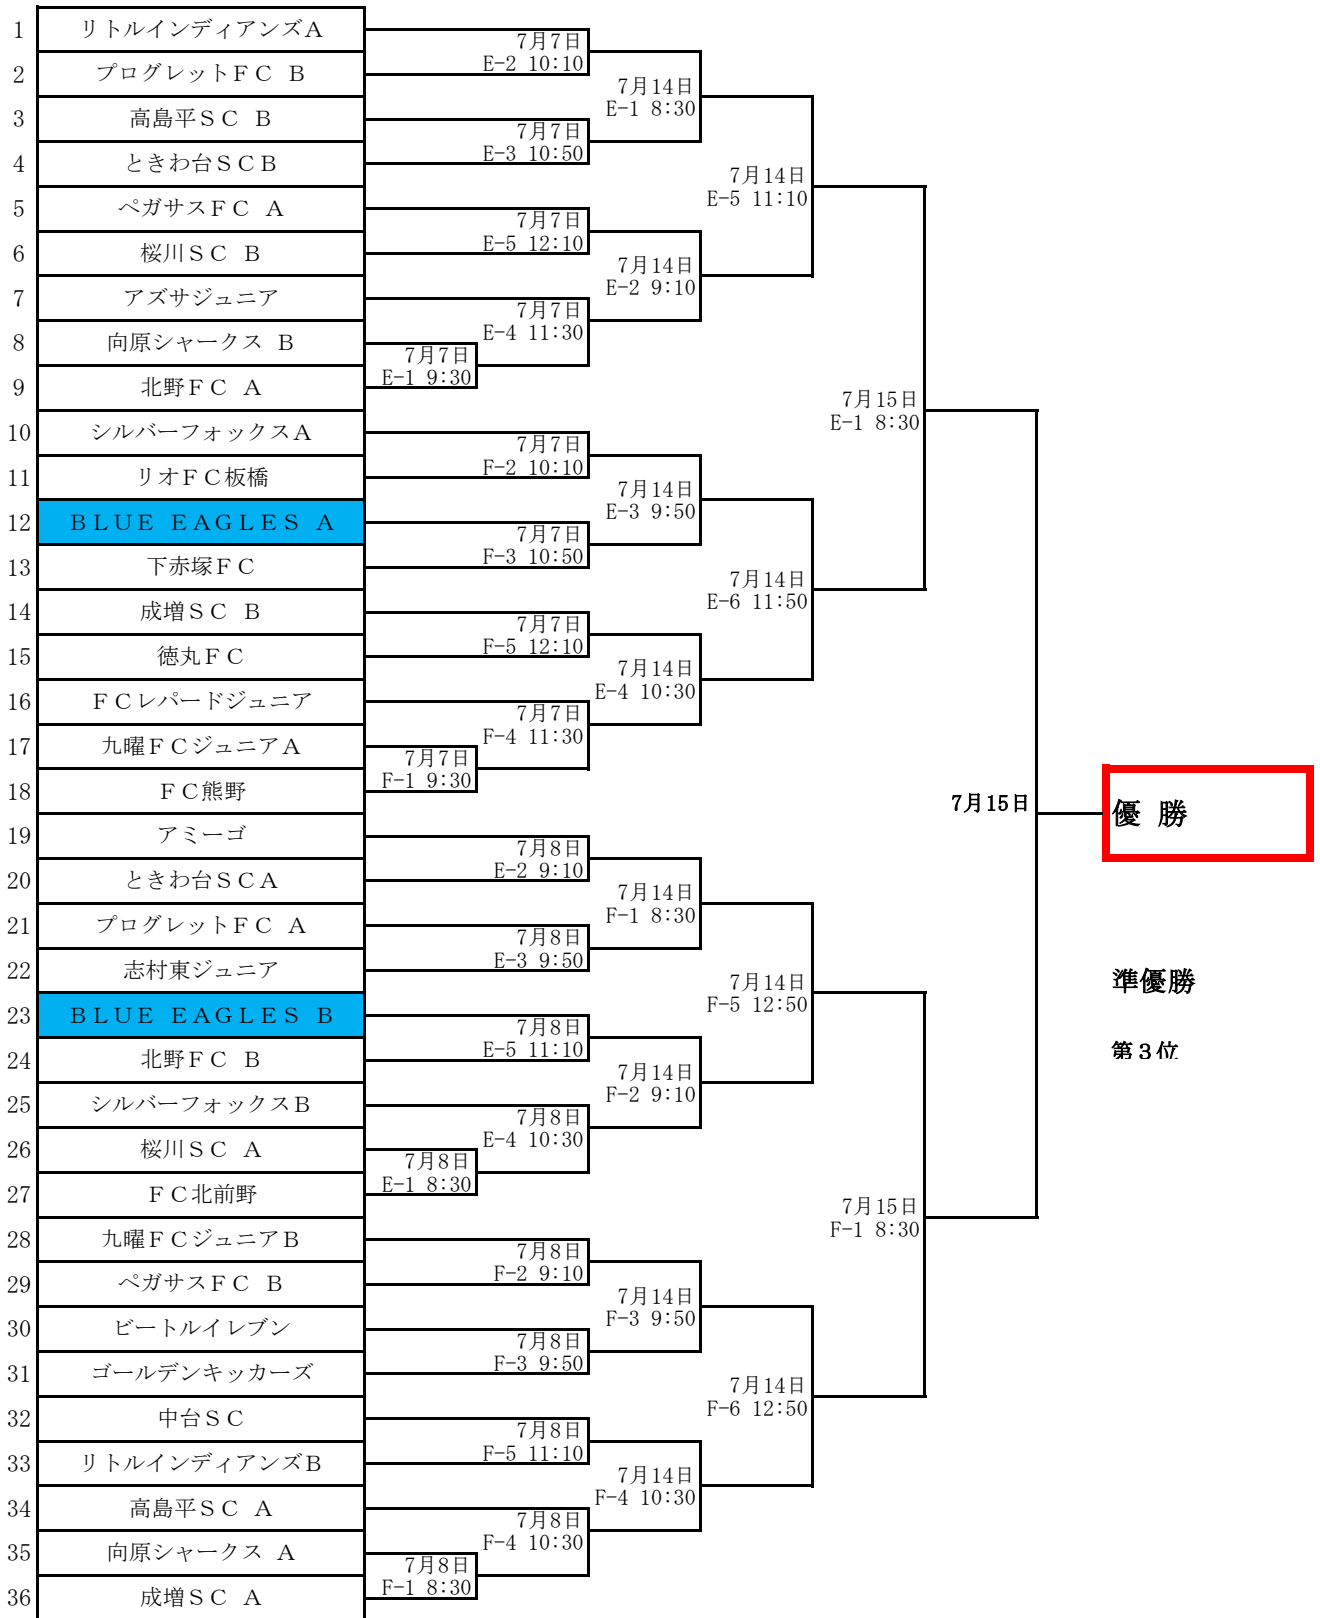 1 リトルインディアンズA
2 プログレットFC B
3 高島平SC B
4 ときわ台SCB
5 ペガサスFC A
6 桜川SC B
7 アズサジュニア
8 向原シャークス B
9 北野FC A
10 シルバーフォックスA
11 リオFC板橋
12 BLUE EAGLES A
13 下赤塚FC
14 成増SC B
15 徳丸FC
16 FCレパードジュニア
17 九曜FCジュニアA
18 FC熊野
19 アミーゴ
20 ときわ台SCA
21 プログレットFC A
22 志村東ジュニア
23 BLUE EAGLES B
24 北野FC B
25 シルバーフォックスB
26 桜川SC A
27 FC北前野
28 九曜FCジュニアB
29 ペガサスFC B
30 ビートルイレブン
31 ゴールデンキッカーズ
32 中台SC
33 リトルインディアンズB
34 高島平SC A
35 向原シャークス A
36 成増SC A
7月7日
E-1 9:30
7月7日
F-1 9:30
7月8日
E-1 8:30
7月8日
F-1 8:30
7月7日
E-2 10:10
7月7日
E-3 10:50
7月7日
E-5 12:10
7月7日
E-4 11:30
7月7日
F-2 10:10
7月7日
F-3 10:50
7月7日
F-5 12:10
7月7日
F-4 11:30
7月8日
E-2 9:10
7月8日
E-3 9:50
7月8日
E-5 11:10
7月8日
E-4 10:30
7月8日
F-2 9:10
7月8日
F-3 9:50
7月8日
F-5 11:10
7月8日
F-4 10:30
7月14日
E-1 8:30
7月14日
E-2 9:10
7月14日
E-3 9:50
7月14日
E-4 10:30
7月14日
F-1 8:30
7月14日
F-2 9:10
7月14日
F-3 9:50
7月14日
F-4 10:30
7月14日
E-5 11:10
7月14日
E-6 11:50
7月14日
F-5 12:50
7月14日
F-6 12:50
7月15日
E-1 8:30
7月15日
F-1 8:30
7月15日
優 勝
準優勝
第3位